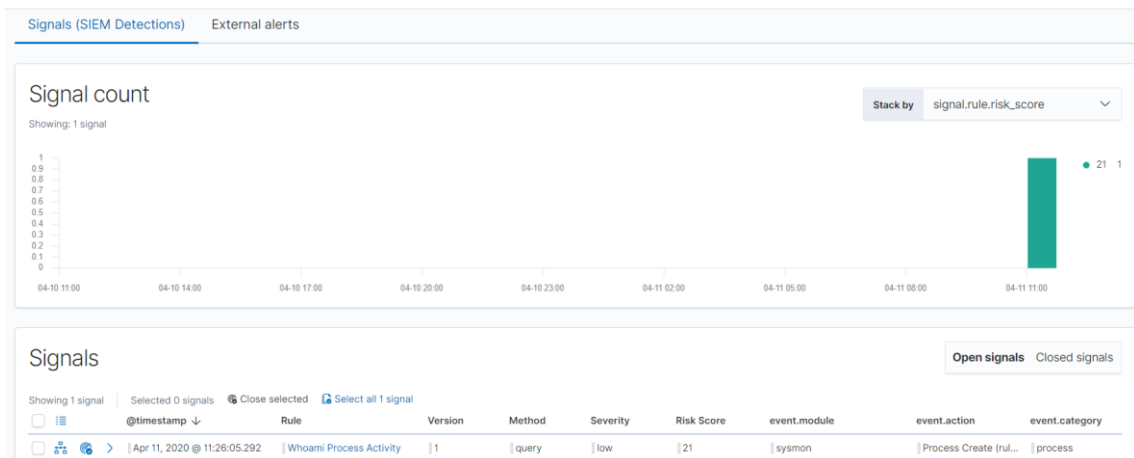 Signals (SIEM Detections) External alerts
Signal count
Stack by signal.rule.risk_score
Showing: 1 signal
1
0.9
0.8
0.7
0.6
0.5
0.4
0.3
0.2
0.1
0
21 1
04-10 11:00 04-10 14:00 04-10 17:00 04-10 20:00 04-10 23:00 04-11 02:00 04-11 05:00 04-11 08:00 04-11 11:00
Signals
Open signals Closed signals
Showing 1 signal Selected 0 signals Close selected Select all 1 signal
@timestamp Rule Version Method Severity Risk Score event.module event.action event.category
Apr 11, 2020 @ 11:26:05.292 Whoami Process Activity 1 query low 21 sysmon Process Create (rul... process